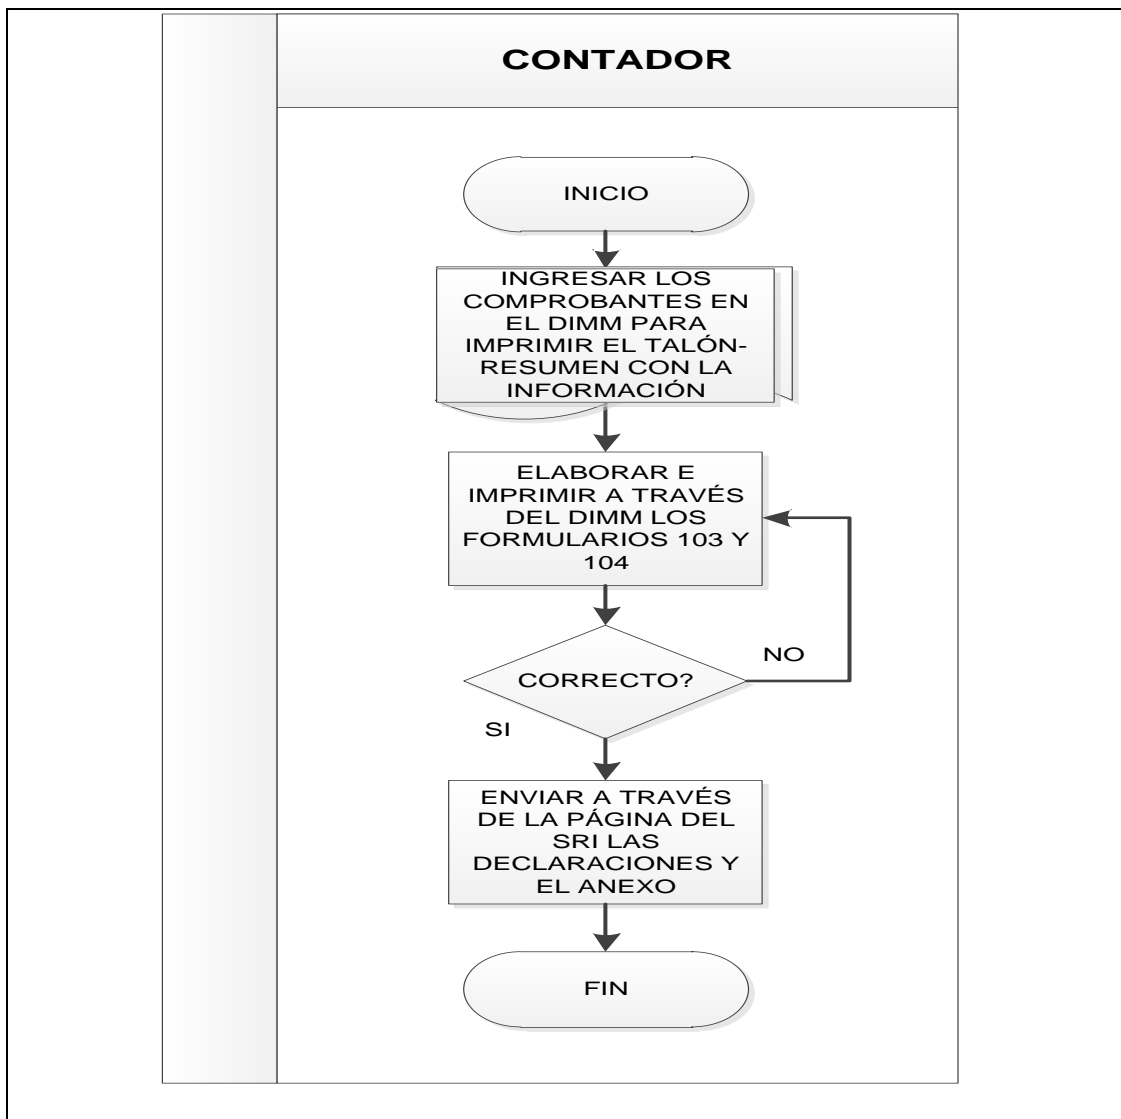 CONTADOR
INICIO
INGRESAR LOS
COMPROBANTES EN
EL DIMM PARA
IMPRIMIR EL TALÓN-
RESUMEN CON LA
INFORMACIÓN
ELABORAR E
IMPRIMIR A TRAVÉS
DEL DIMM LOS
FORMULARIOS 103 Y
104
NO
CORRECTO?
SI
ENVIAR A TRAVÉS
DE LA PÁGINA DEL
SRI LAS
DECLARACIONES Y
EL ANEXO
FIN